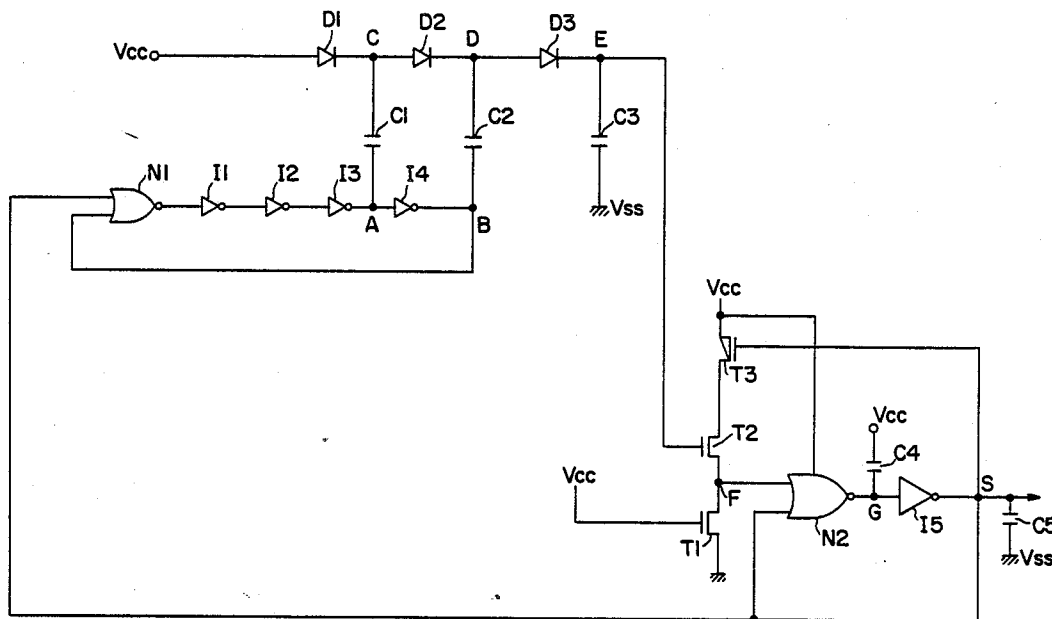 D1
C
D2
D
D3
E
Vcc
C1
C2
C3
N1
I1
I2
I3
I4
A
B
Vss
Vcc
T3
T2
Vcc
C4
Vcc
S
F
G
I5
C5
T1
N2
Vss